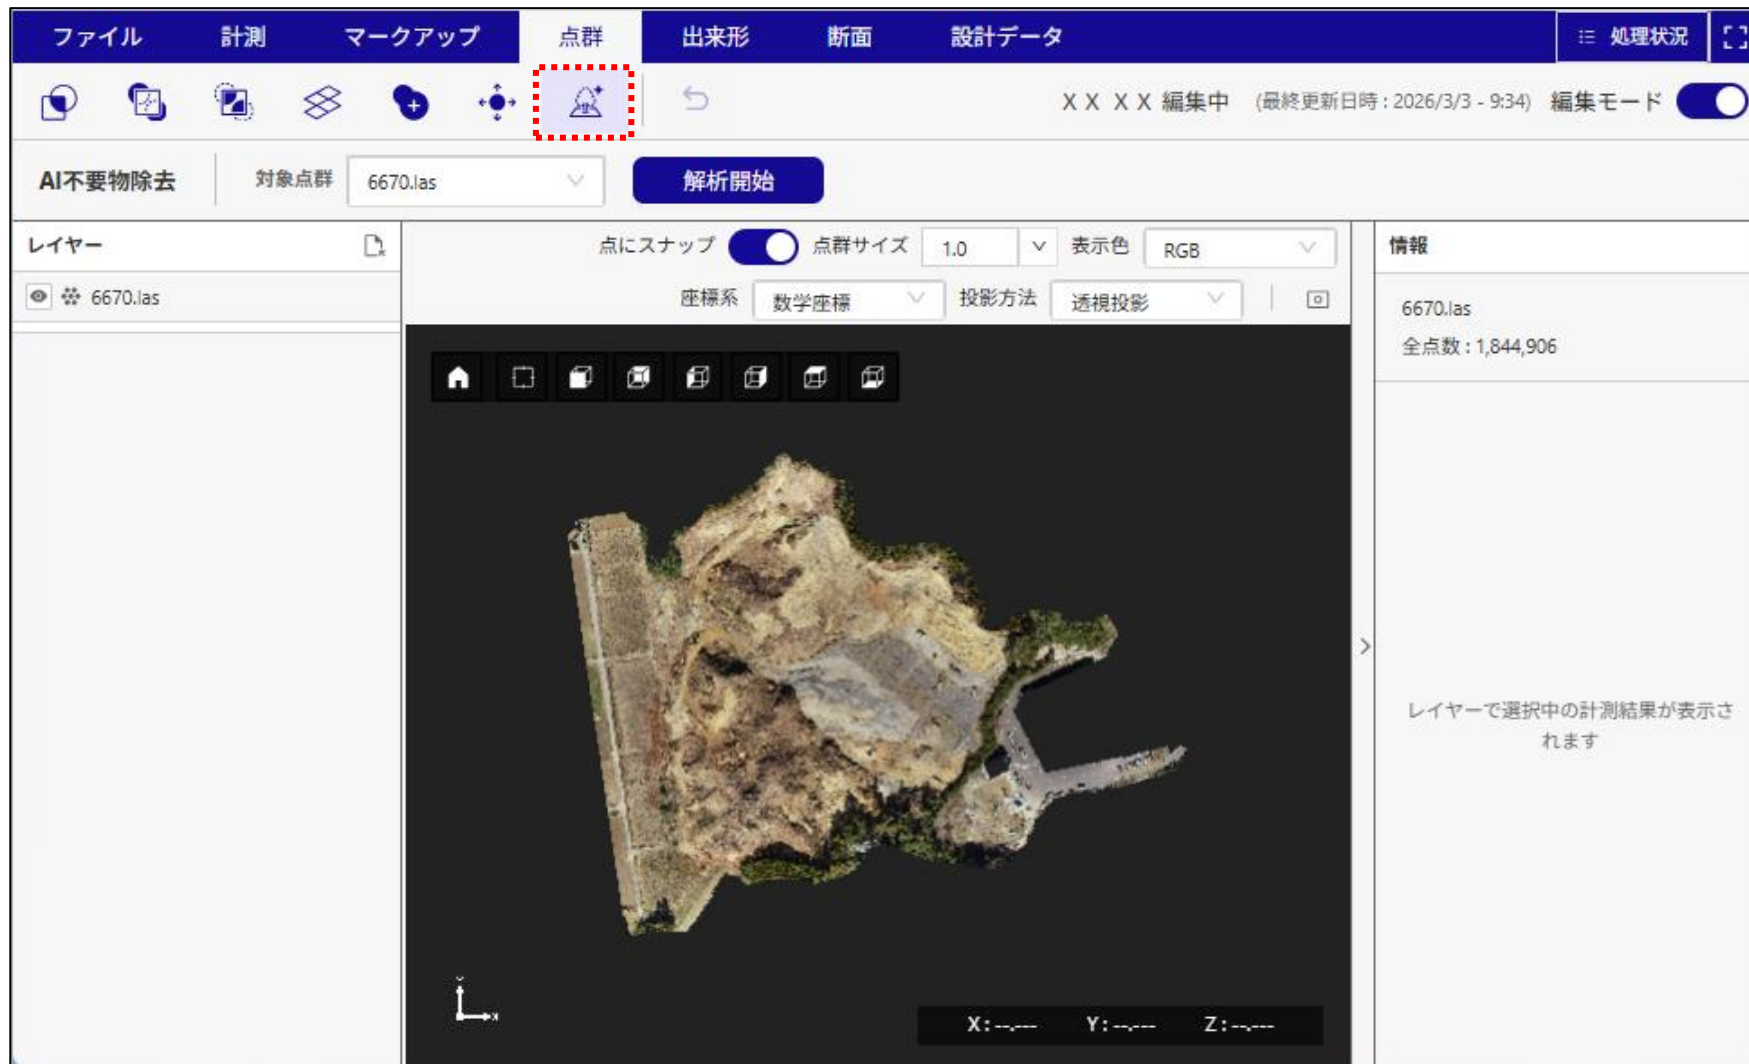 ファイル 計測 マークアップ 点群 出来形 断面 設計データ 処理状況
X X X X 編集中 (最終更新日時 : 2026/3/3 - 9:34) 編集モード
AI不要物除去 対象点群 6670.las 解析開始
レイヤー
6670.las
点にスナップ 点群サイズ 1.0 表示色 RGB
座標系 数学座標 投影方法 透視投影
情報
6670.las
全点数 : 1,844,906
レイヤーで選択中の計測結果が表示さ
れます
Y
X
X : --.--- Y : --.--- Z : --.---